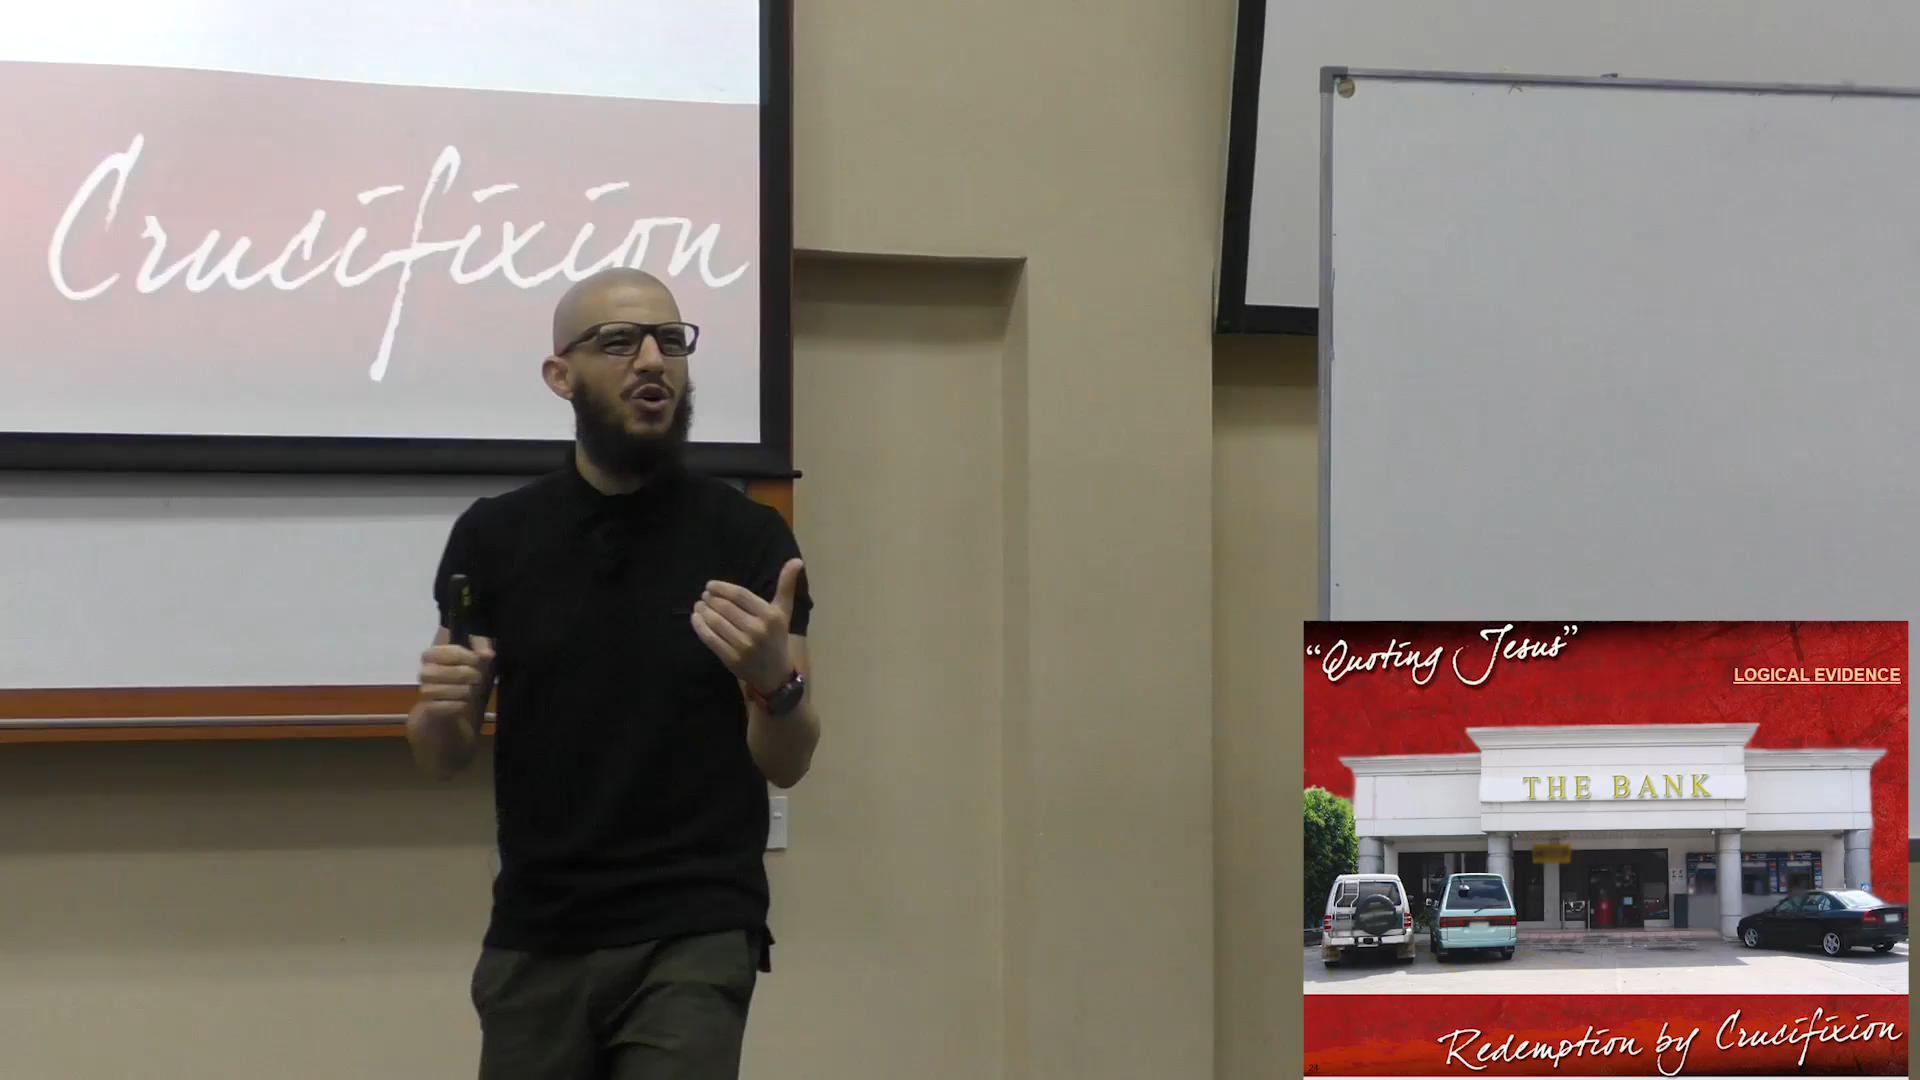 Crucifixion
“Quoting Jesus”
LOGICAL EVIDENCE
THE BANK
Redemption by Crucifixion